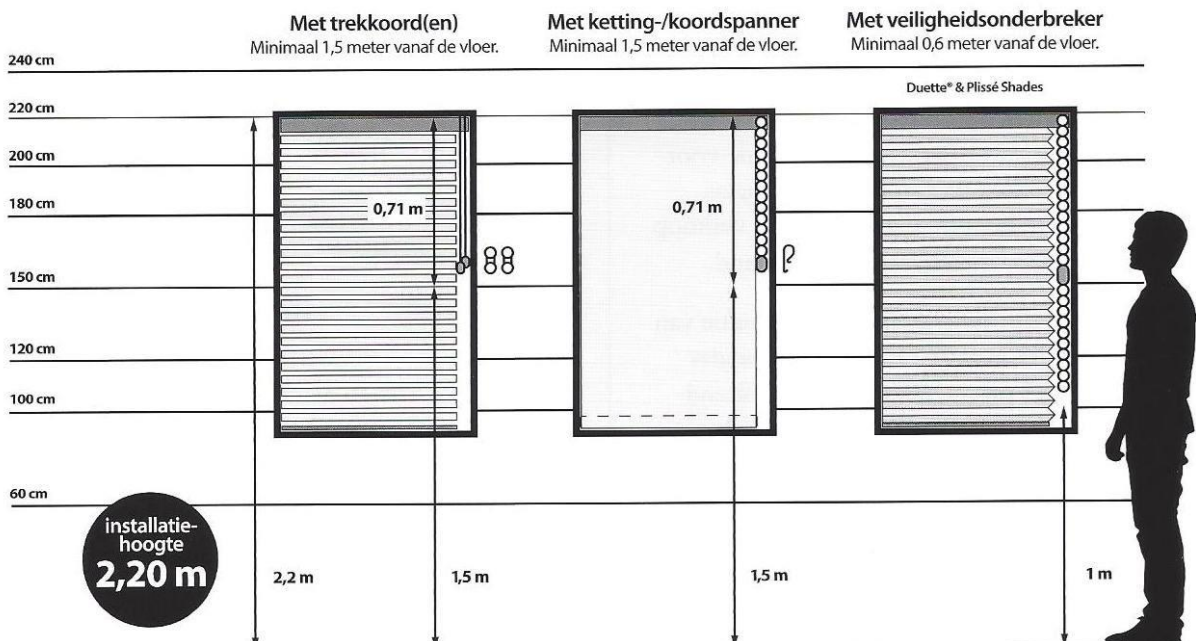 Met trekkoord(en)
Minimaal 1,5 meter vanaf de vloer.
Met ketting-/koordspanner
Minimaal 1,5 meter vanaf de vloer.
Met veiligheidsonderbreker
Minimaal 0,6 meter vanaf de vloer.
Duette® & Plissé Shades
240 cm
220 cm
200 cm
180 cm
150 cm
120 cm
100 cm
60 cm
0,71 m
0,71 m
installatie-
hoogte
2,20 m
2,2 m
1,5 m
1,5 m
1 m